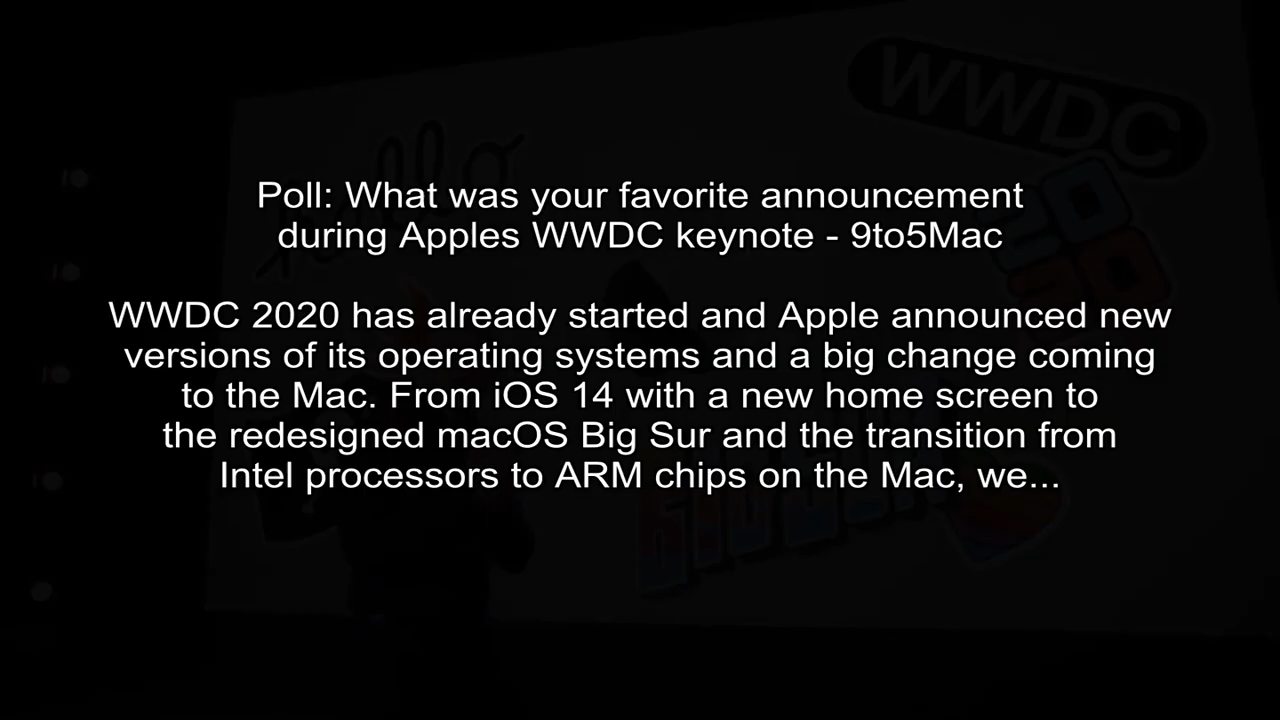 WWDC
hello
20
20
Poll: What was your favorite announcement
during Apples WWDC keynote - 9to5Mac
WWDC 2020 has already started and Apple announced new
versions of its operating systems and a big change coming
to the Mac. From iOS 14 with a new home screen to
the redesigned macOS Big Sur and the transition from
Intel processors to ARM chips on the Mac, we...